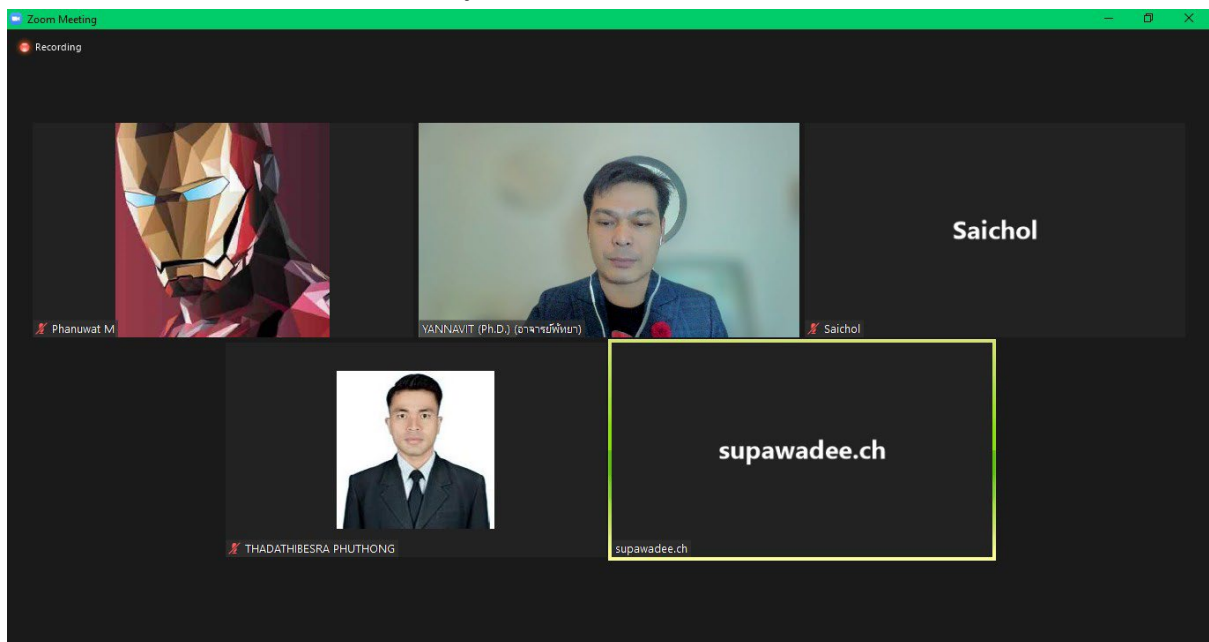 Zoom Meeting
Recording
Saichol
Phanuwat M
YANNAVIT (Ph.D.) (อาจารย์พัทยา)
Saichol
supawadee.ch
THADATHIBESRA PHUTHONG
supawadee.ch